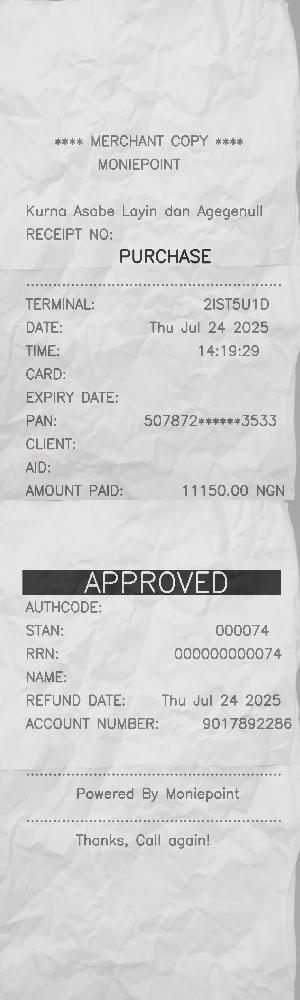 **** MERCHANT COPY ****
MONIEPOINT
Kurna Asabe Layin dan Agegenull
RECEIPT NO:
PURCHASE
TERMINAL: 2IST5U1D
DATE: Thu Jul 24 2025
TIME: 14:19:29
CARD:
EXPIRY DATE:
PAN: 507872******3533
CLIENT:
AID:
AMOUNT PAID: 11150.00 NGN
APPROVED
AUTHCODE:
STAN: 000074
RRN: 000000000074
NAME:
REFUND DATE: Thu Jul 24 2025
ACCOUNT NUMBER: 9017892286
Powered By Moniepoint
Thanks, Call again!